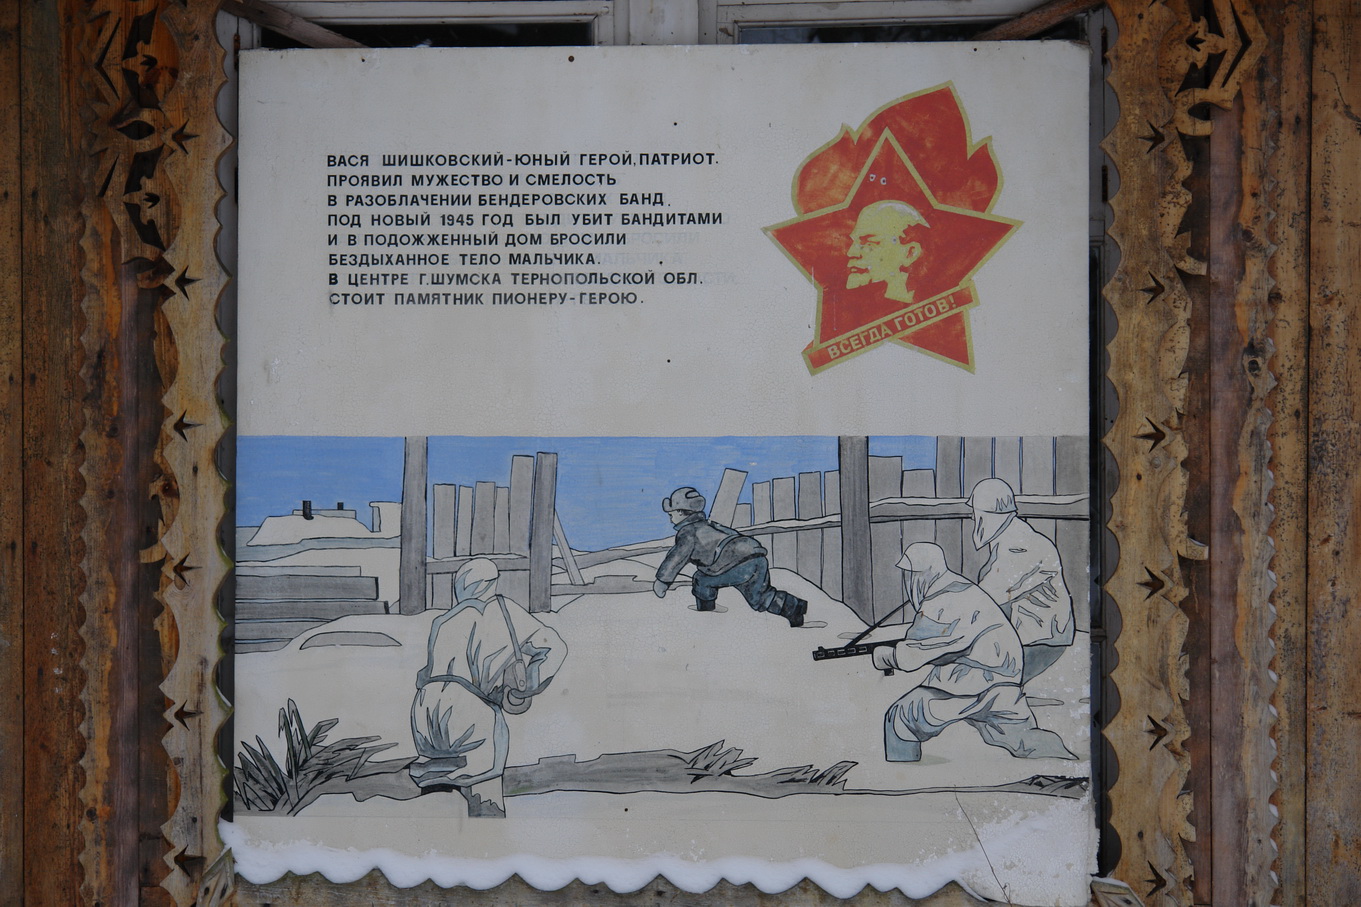 ВАСЯ ШИШКОВСКИЙ-ЮНЫЙ ГЕРОЙ, ПАТРИОТ.
ПРОЯВИЛ МУЖЕСТВО И СМЕЛОСТЬ
В РАЗОБЛАЧЕНИИ БЕНДЕРОВСКИХ БАНД.
ПОД НОВЫЙ 1945 ГОД БЫЛ УБИТ БАНДИТАМИ
И В ПОДОЖЖЕННЫЙ ДОМ БРОСИЛИ
БЕЗДЫХАННОЕ ТЕЛО МАЛЬЧИКА.
В ЦЕНТРЕ Г.ШУМСКА ТЕРНОПОЛЬСКОЙ ОБЛ.
СТОИТ ПАМЯТНИК ПИОНЕРУ-ГЕРОЮ.
ВСЕГДА ГОТОВ!